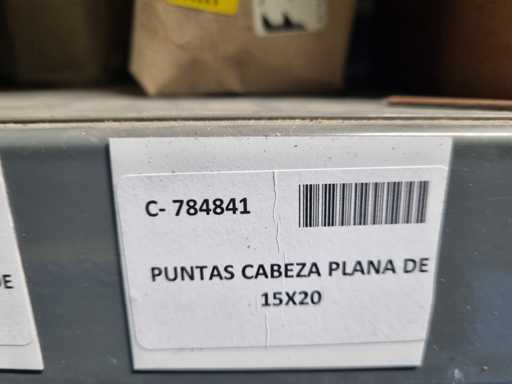 C- 784841
PUNTAS CABEZA PLANA DE
15X20